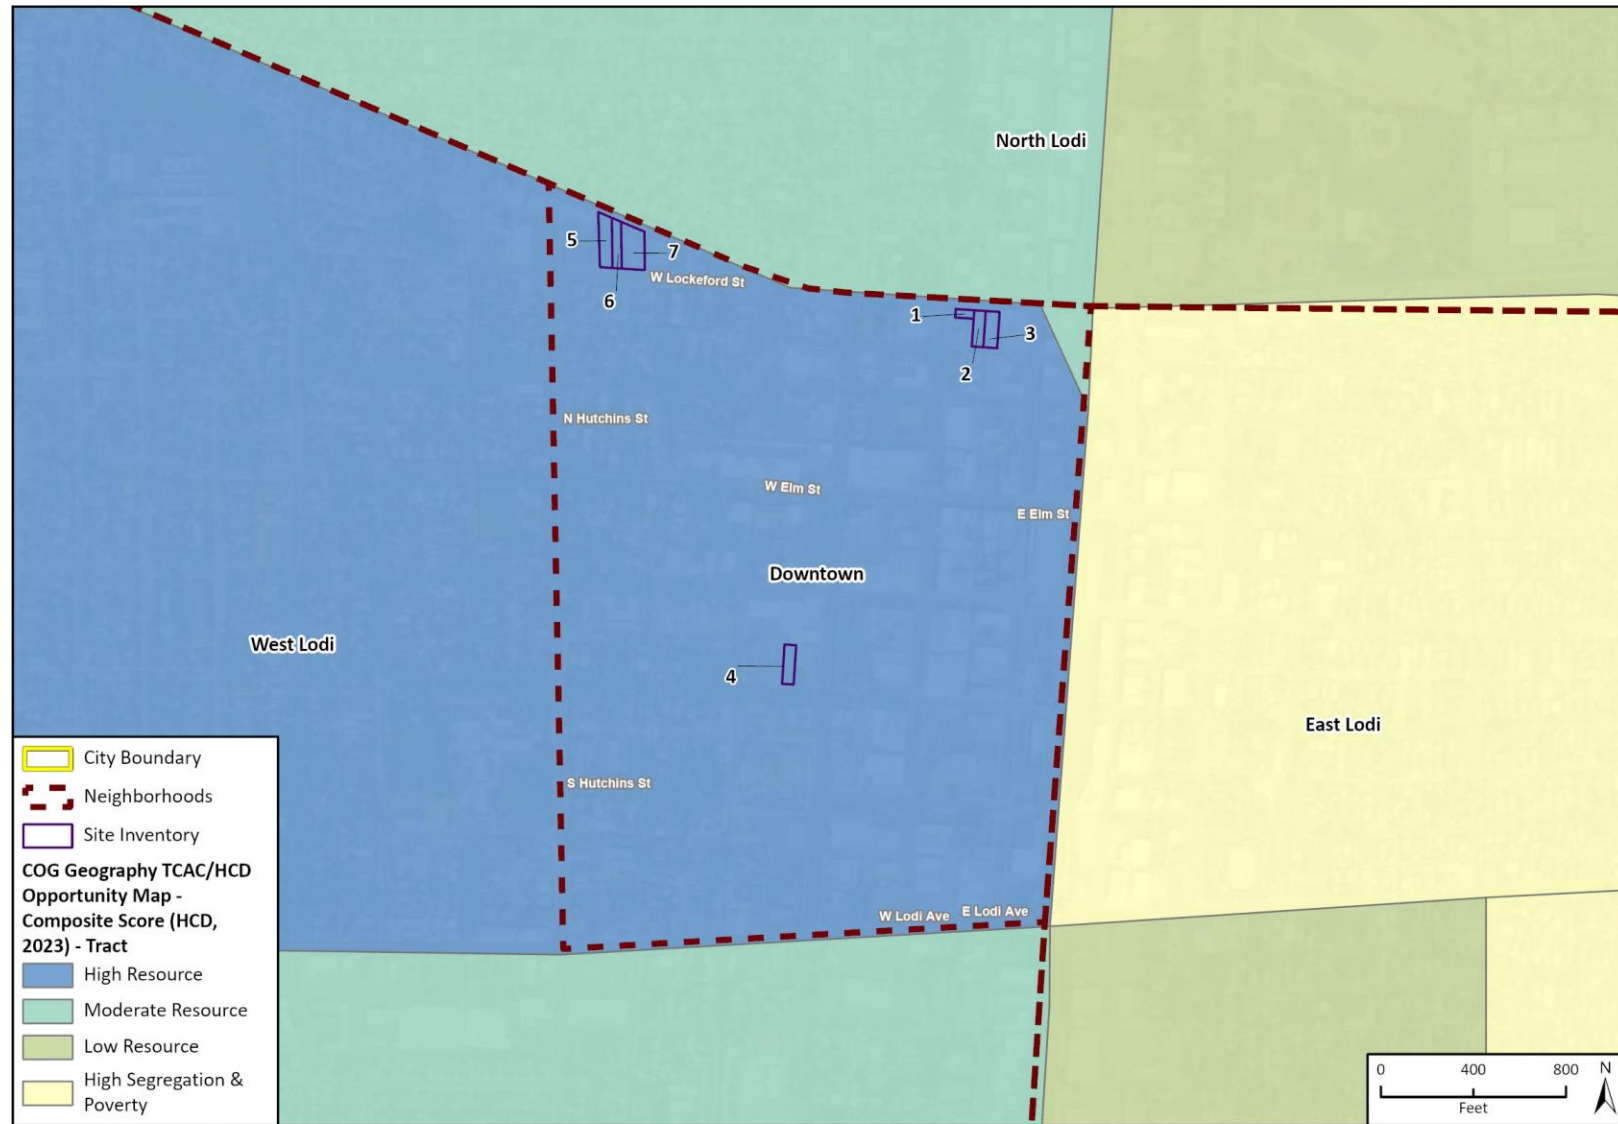 North Lodi
5
7
W Lockeford St
6
1
3
2
N Hutchins St
W Elm St
E Elm St
Downtown
West Lodi
4
East Lodi
S Hutchins St
W Lodi Ave
E Lodi Ave
City Boundary
Neighborhoods
Site Inventory
COG Geography TCAC/HCD
Opportunity Map -
Composite Score (HCD,
2023) - Tract
High Resource
Moderate Resource
Low Resource
High Segregation &
Poverty
0 400 800
Feet
N